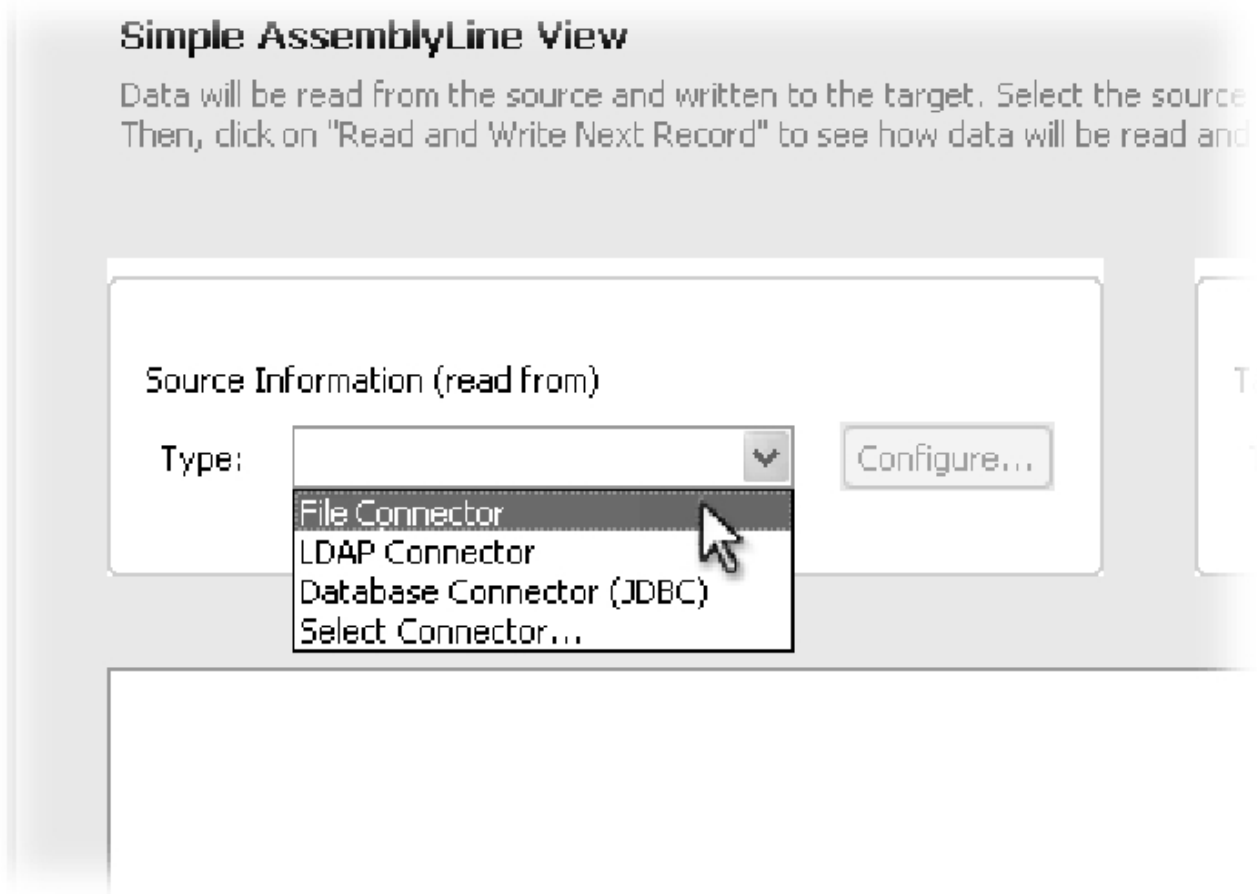 Simple AssemblyLine View
Data will be read from the source and written to the target. Select the source
Then, click on "Read and Write Next Record" to see how data will be read and
Source Information (read from)
Type:
Configure...
File Connector
LDAP Connector
Database Connector (JDBC)
Select Connector...